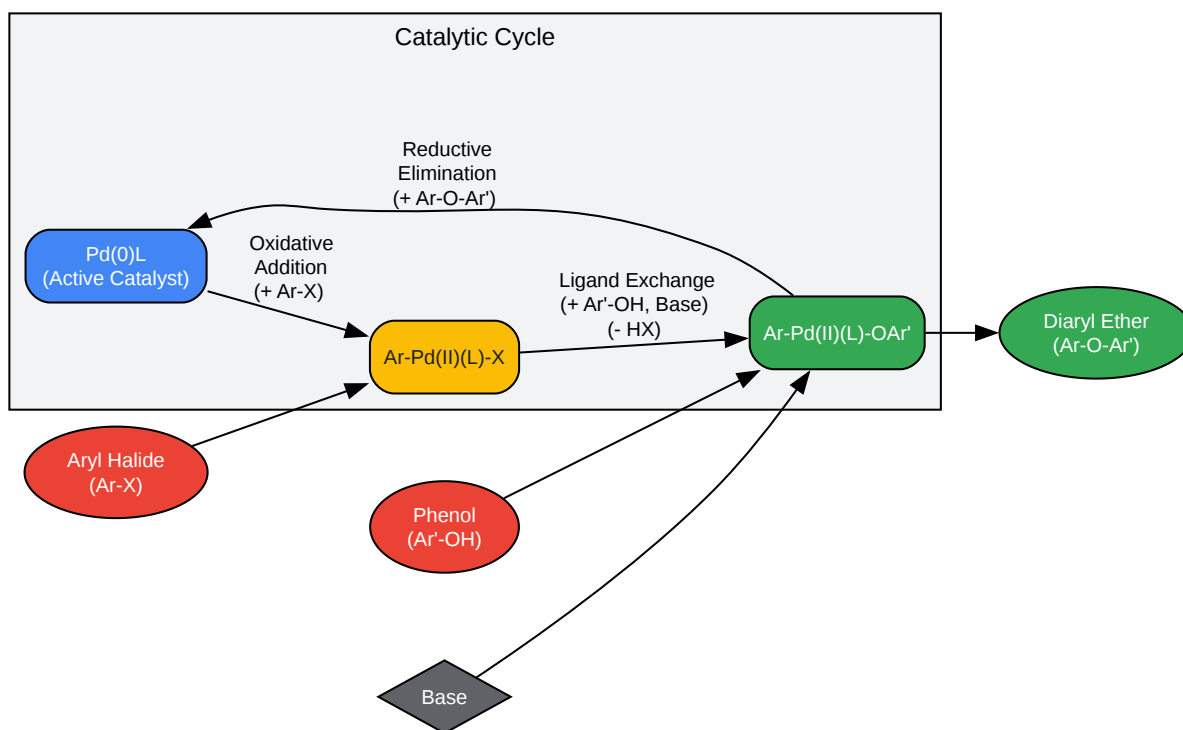 Catalytic Cycle
Reductive
Elimination
(+ Ar-O-Ar')
Pd(0)L
(Active Catalyst)
Oxidative
Addition
(+ Ar-X)
Ligand Exchange
(+ Ar'-OH, Base)
(- HX)
Ar-Pd(II)(L)-X
Ar-Pd(II)(L)-OAr'
Diaryl Ether
(Ar-O-Ar')
Aryl Halide
(Ar-X)
Phenol
(Ar'-OH)
Base